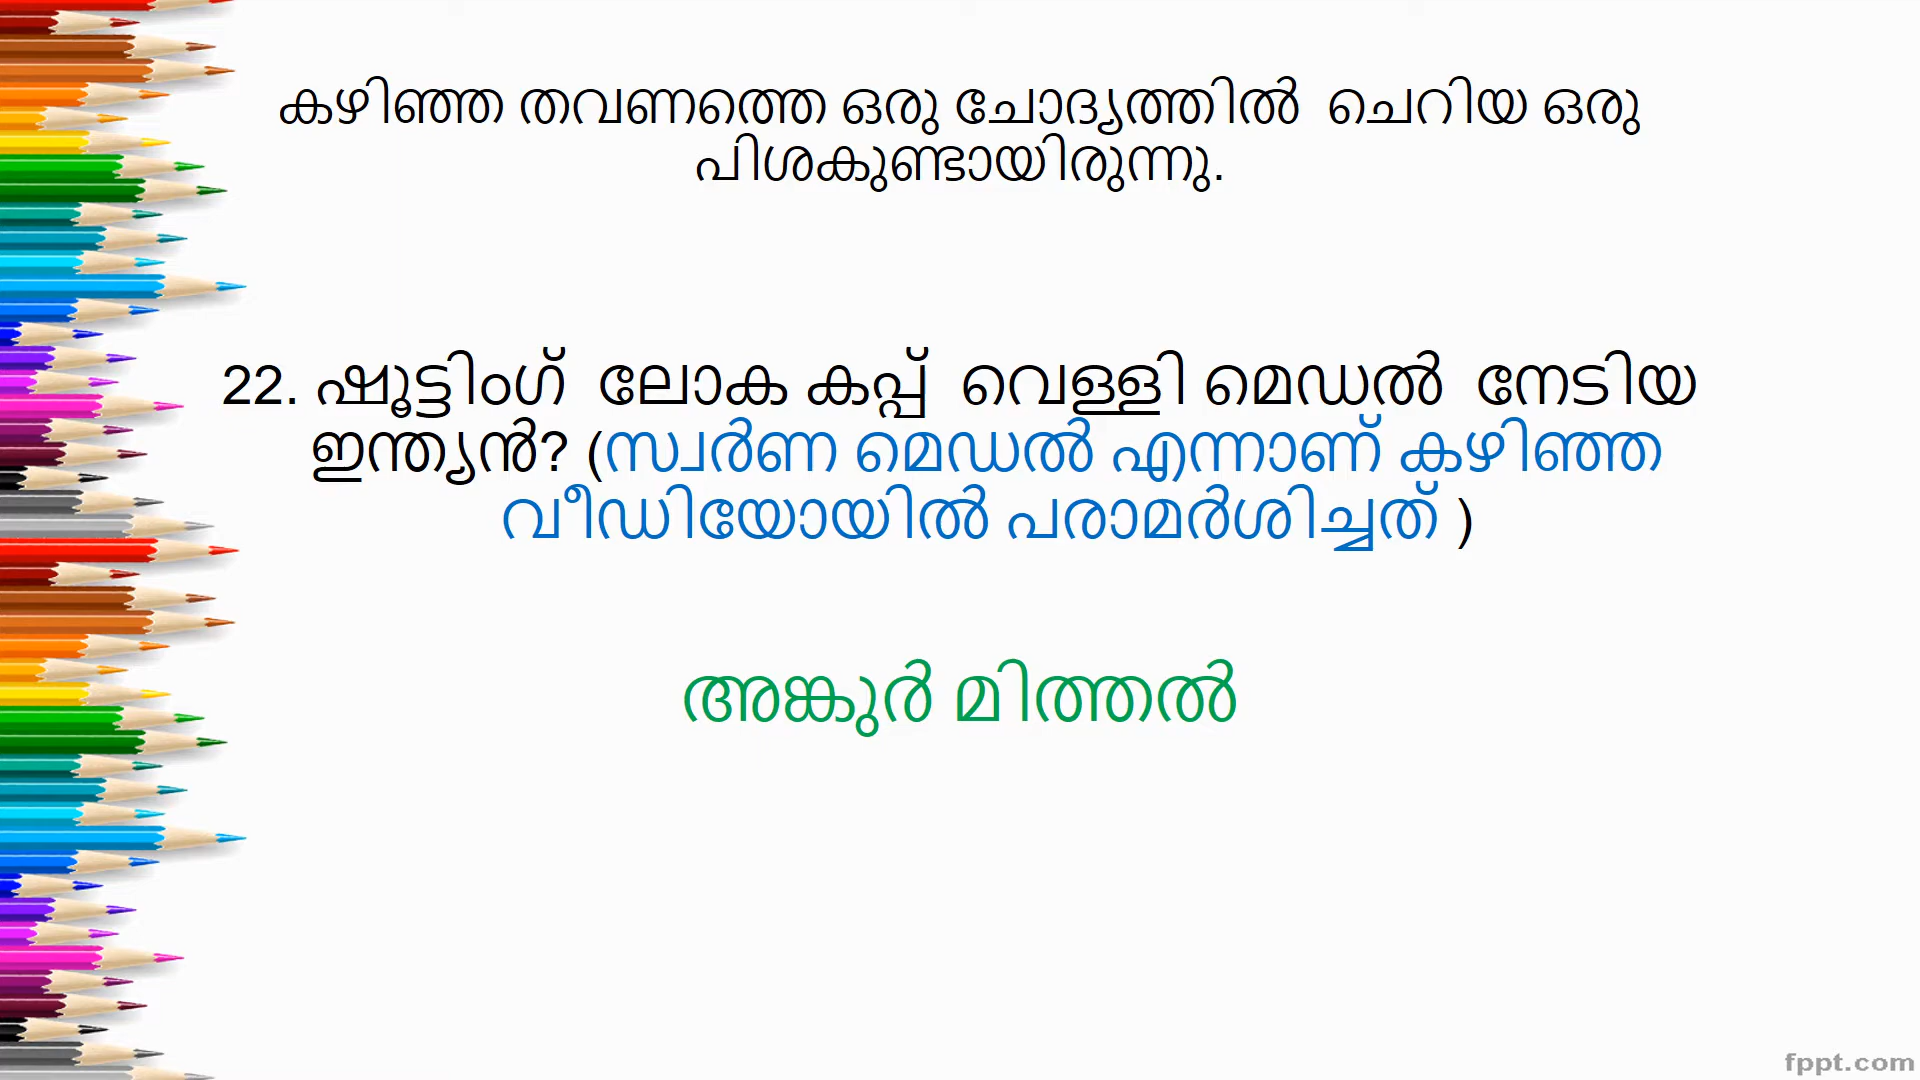 കഴിഞ്ഞ തവണത്തെ ഒരു ചോദ്യത്തിൽ ചെറിയ ഒരു
പിശകുണ്ടായിരുന്നു.
22. ഷൂട്ടിംഗ് ലോക കപ്പ് വെള്ളി മെഡൽ നേടിയ
ഇന്ത്യൻ? (സ്വർണ മെഡൽ എന്നാണ് കഴിഞ്ഞ
വീഡിയോയിൽ പരാമർശിച്ചത് )
അങ്കുർ മിത്തൽ
fppt.com